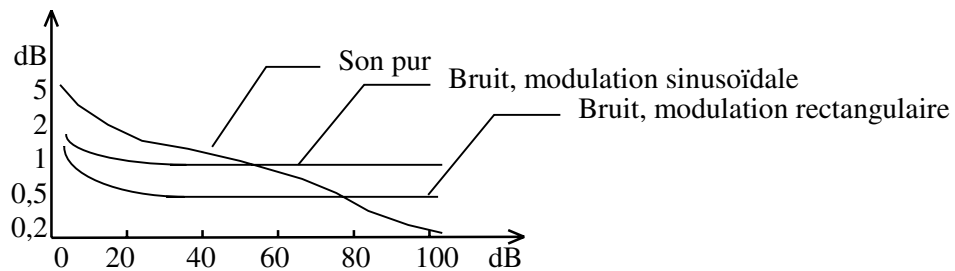 dB
5
2
1
0,5
0,2
Son pur
Bruit, modulation sinusoïdale
Bruit, modulation rectangulaire
0 20 40 60 80 100 dB